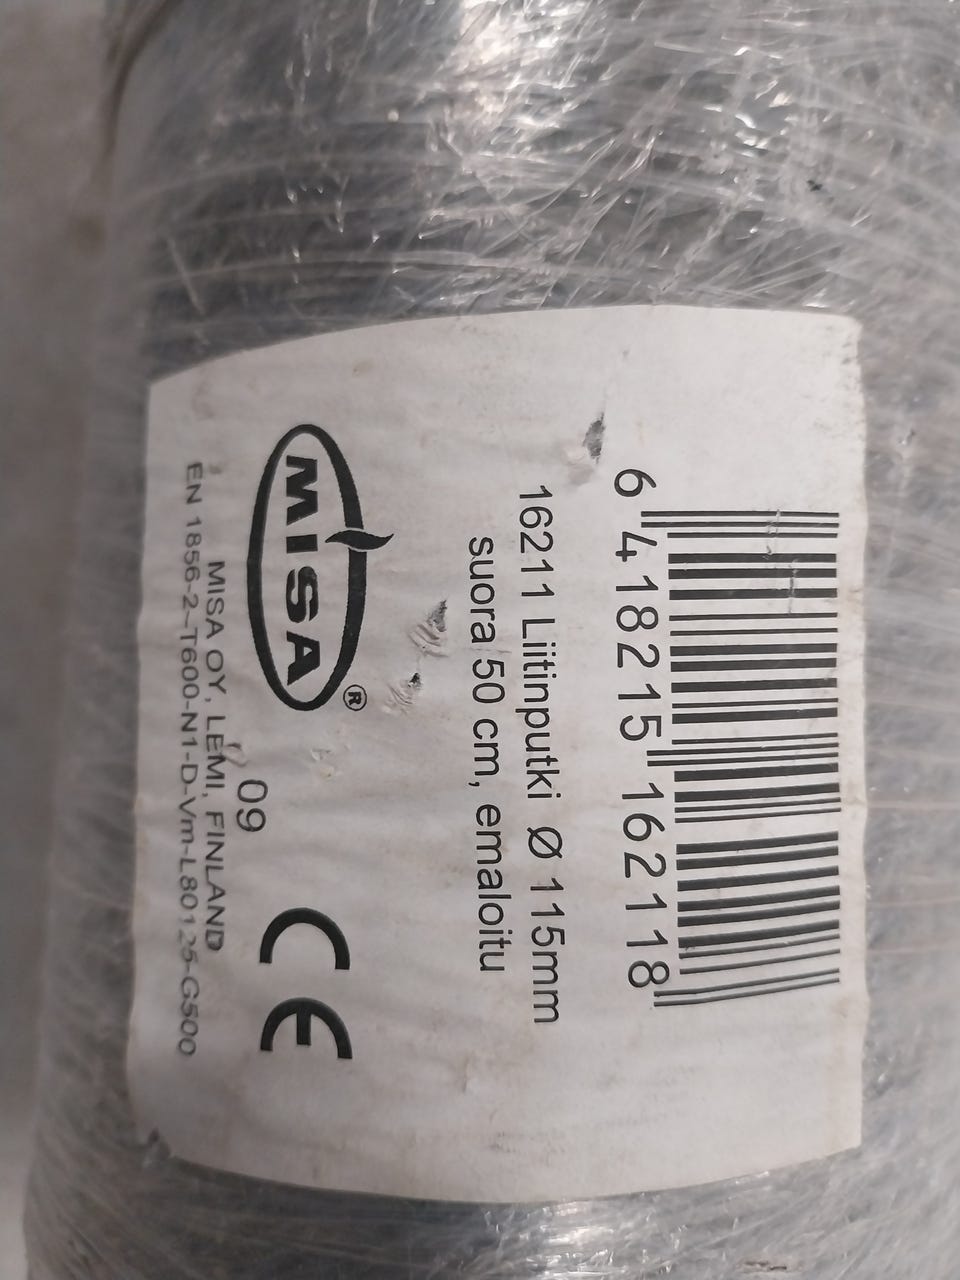 6 418215 162118
16211 Liitinputki Ø 115mm
suora 50 cm, emaloitu
MISA ®
09
CE
MISA OY, LEMI, FINLAND
EN 1856-2-T600-N1-D-Vm-L80125-G500